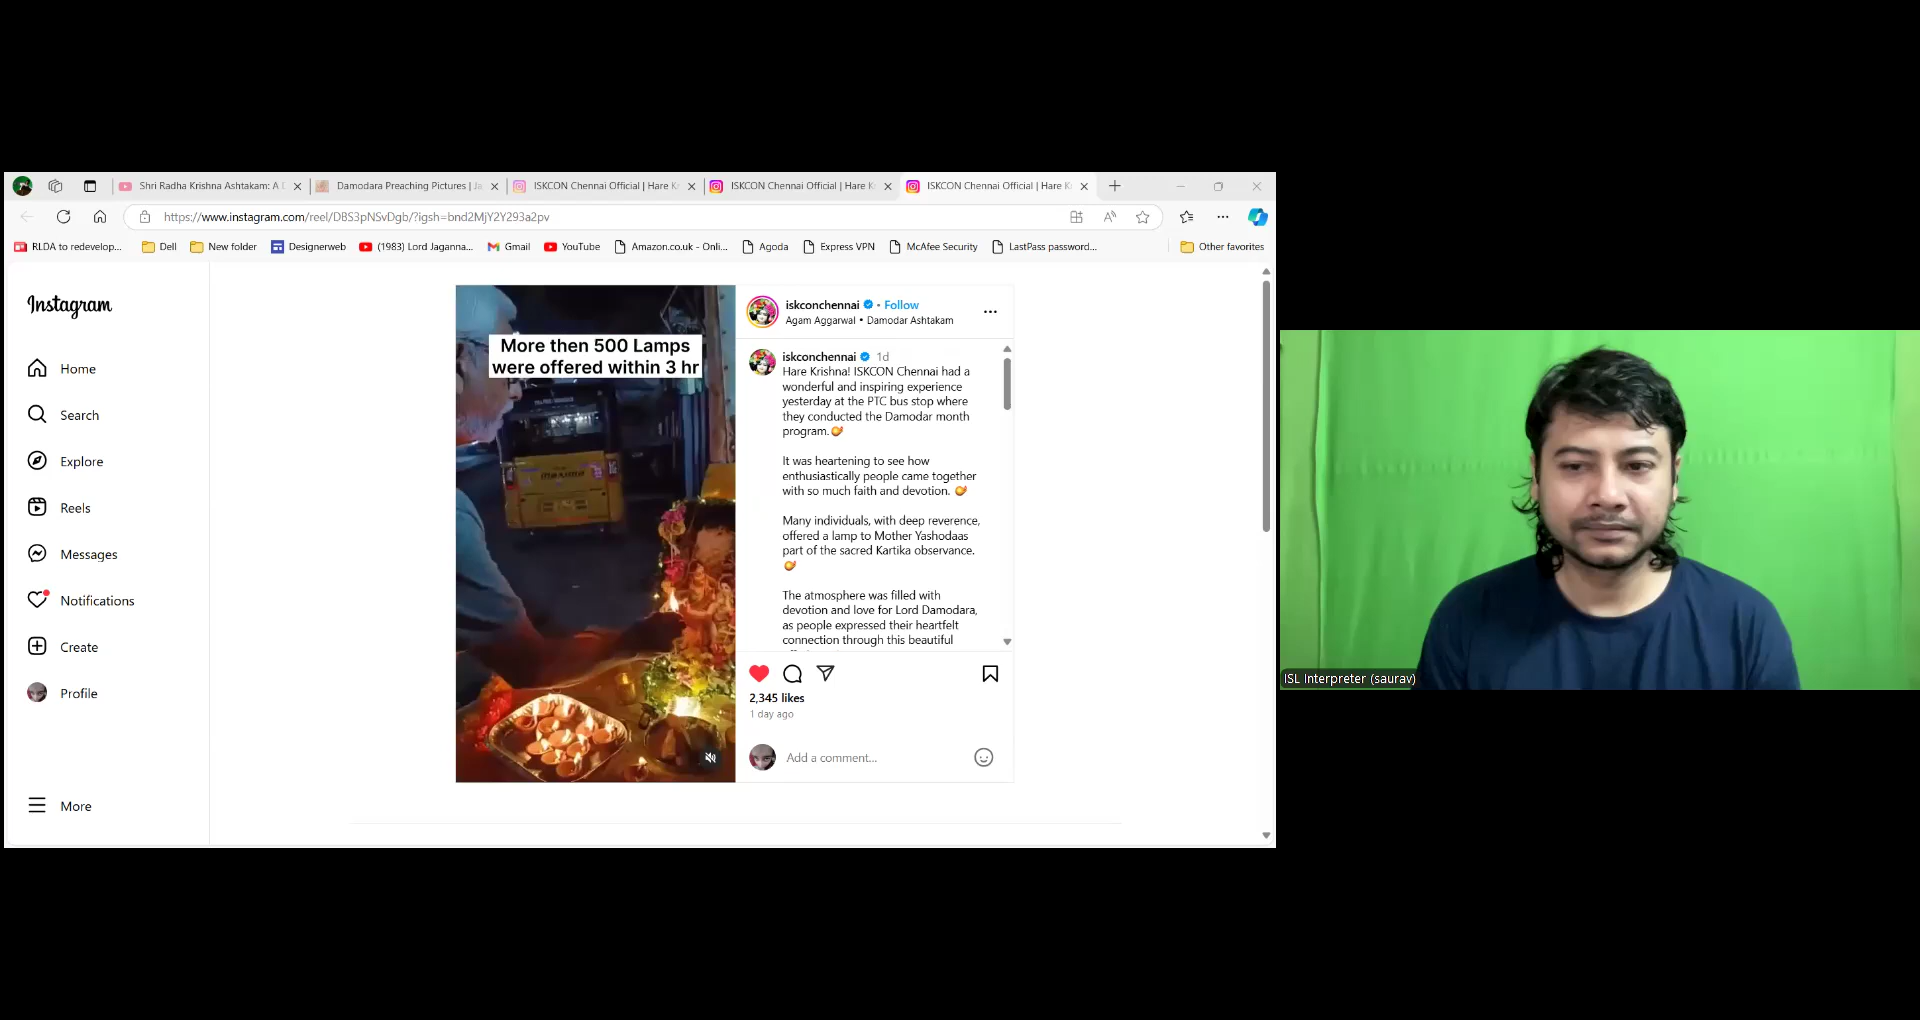 Shri Radha Krishna Ashtakam: A
Damodara Preaching Pictures |
ISKCON Chennai Official | Hare
ISKCON Chennai Official | Hare
ISKCON Chennai Official | Hare
https://www.instagram.com/reel/DBS3pNSvDgb/?igsh=bnd2MjY2Y293a2pv
RLDA to redevelop...
Dell
New folder
Designerweb
(1983) Lord Jaganna...
Gmail
YouTube
Amazon.co.uk - Onli...
Agoda
Express VPN
McAfee Security
LastPass password...
Other favorites
Instagram
Home
Search
Explore
Reels
Messages
Notifications
Create
Profile
More
More then 500 Lamps
were offered within 3 hr
iskconchennai • Follow
Agam Aggarwal • Damodar Ashtakam
iskconchennai 1d
Hare Krishna! ISKCON Chennai had a
wonderful and inspiring experience
yesterday at the PTC bus stop where
they conducted the Damodar month
program.
It was heartening to see how
enthusiastically people came together
with so much faith and devotion.
Many individuals, with deep reverence,
offered a lamp to Mother Yashodaas
part of the sacred Kartika observance.
The atmosphere was filled with
devotion and love for Lord Damodara,
as people expressed their heartfelt
connection through this beautiful
2,345 likes
1 day ago
Add a comment...
ISL Interpreter (saurav)